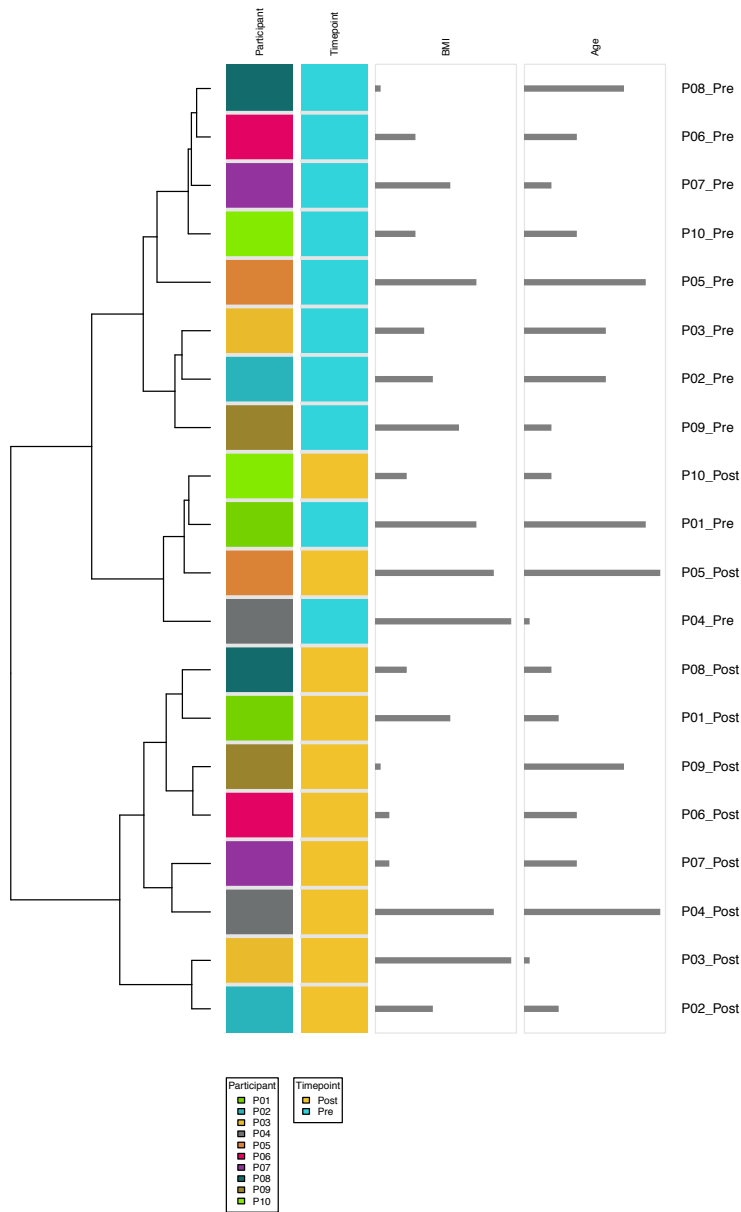 Participant
Timepoint
BMI
Age
P08_Pre
P06_Pre
P07_Pre
P10_Pre
P05_Pre
P03_Pre
P02_Pre
P09_Pre
P10_Post
P01_Pre
P05_Post
P04_Pre
P08_Post
P01_Post
P09_Post
P06_Post
P07_Post
P04_Post
P03_Post
P02_Post
Participant
P01
P02
P03
P04
P05
P06
P07
P08
P09
P10
Timepoint
Post
Pre